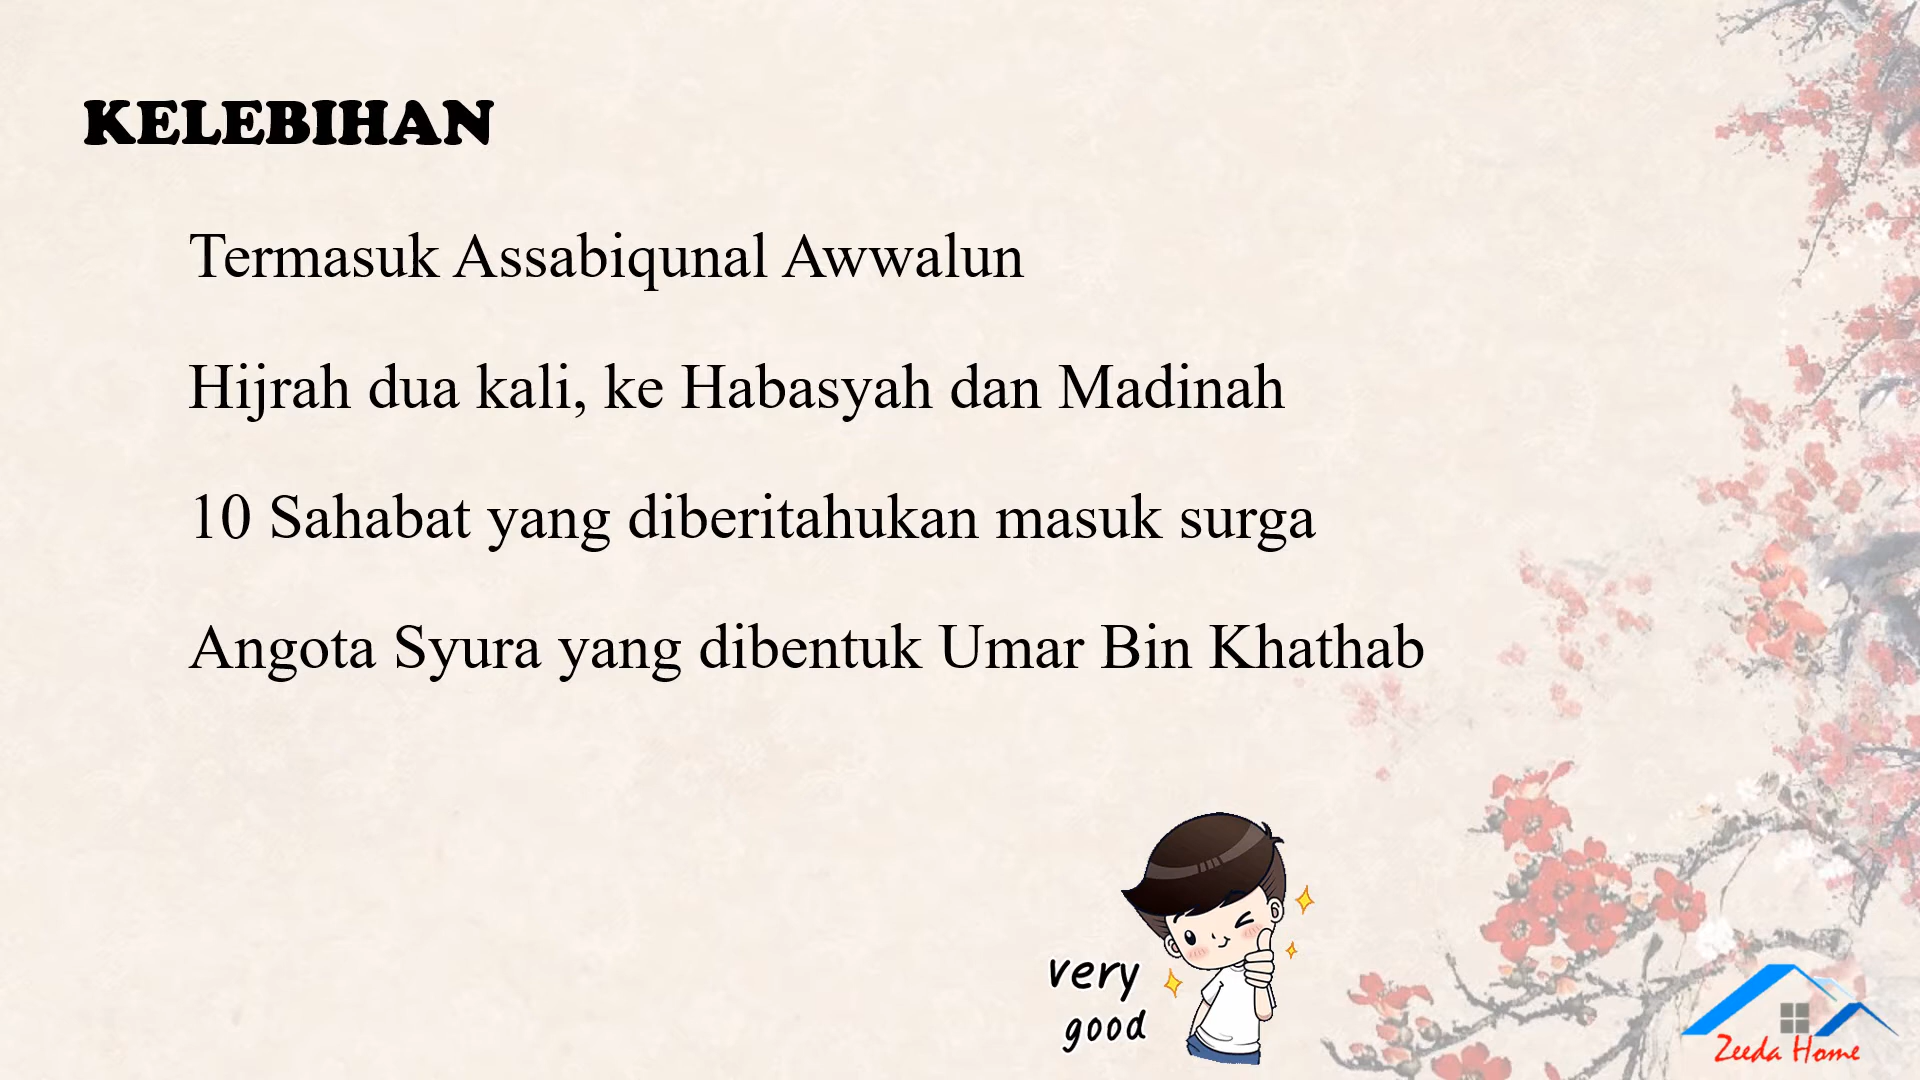 KELEBIHAN
Termasuk Assabiqunal Awwalun
Hijrah dua kali, ke Habasyah dan Madinah
10 Sahabat yang diberitahukan masuk surga
Angota Syura yang dibentuk Umar Bin Khathab
very
good
Zeeda Home